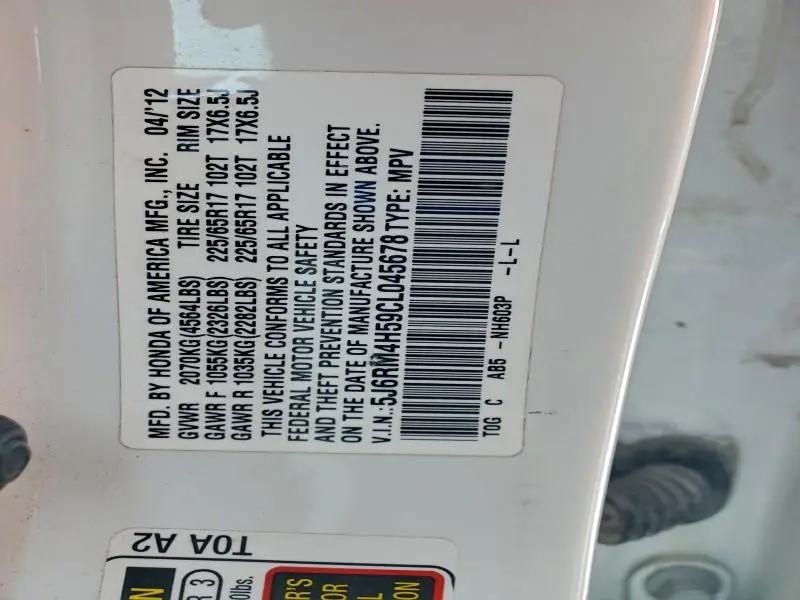 MFD. BY HONDA OF AMERICA MFG., INC. 04/'12
GVWR 2070KG(4564LBS) TIRE SIZE RIM SIZE
GAWR F 1055KG(2326LBS) 225/65R17 102T 17X6.5J
GAWR R 1035KG(2282LBS) 225/65R17 102T 17X6.5J
THIS VEHICLE CONFORMS TO ALL APPLICABLE
FEDERAL MOTOR VEHICLE SAFETY
AND THEFT PREVENTION STANDARDS IN EFFECT
ON THE DATE OF MANUFACTURE SHOWN ABOVE.
V.I.N.:5J6RM4H59CL045678 TYPE: MPV
T0G C AB5 -NH603P -L-L
T0A A2
R 3
0lbs.
ON